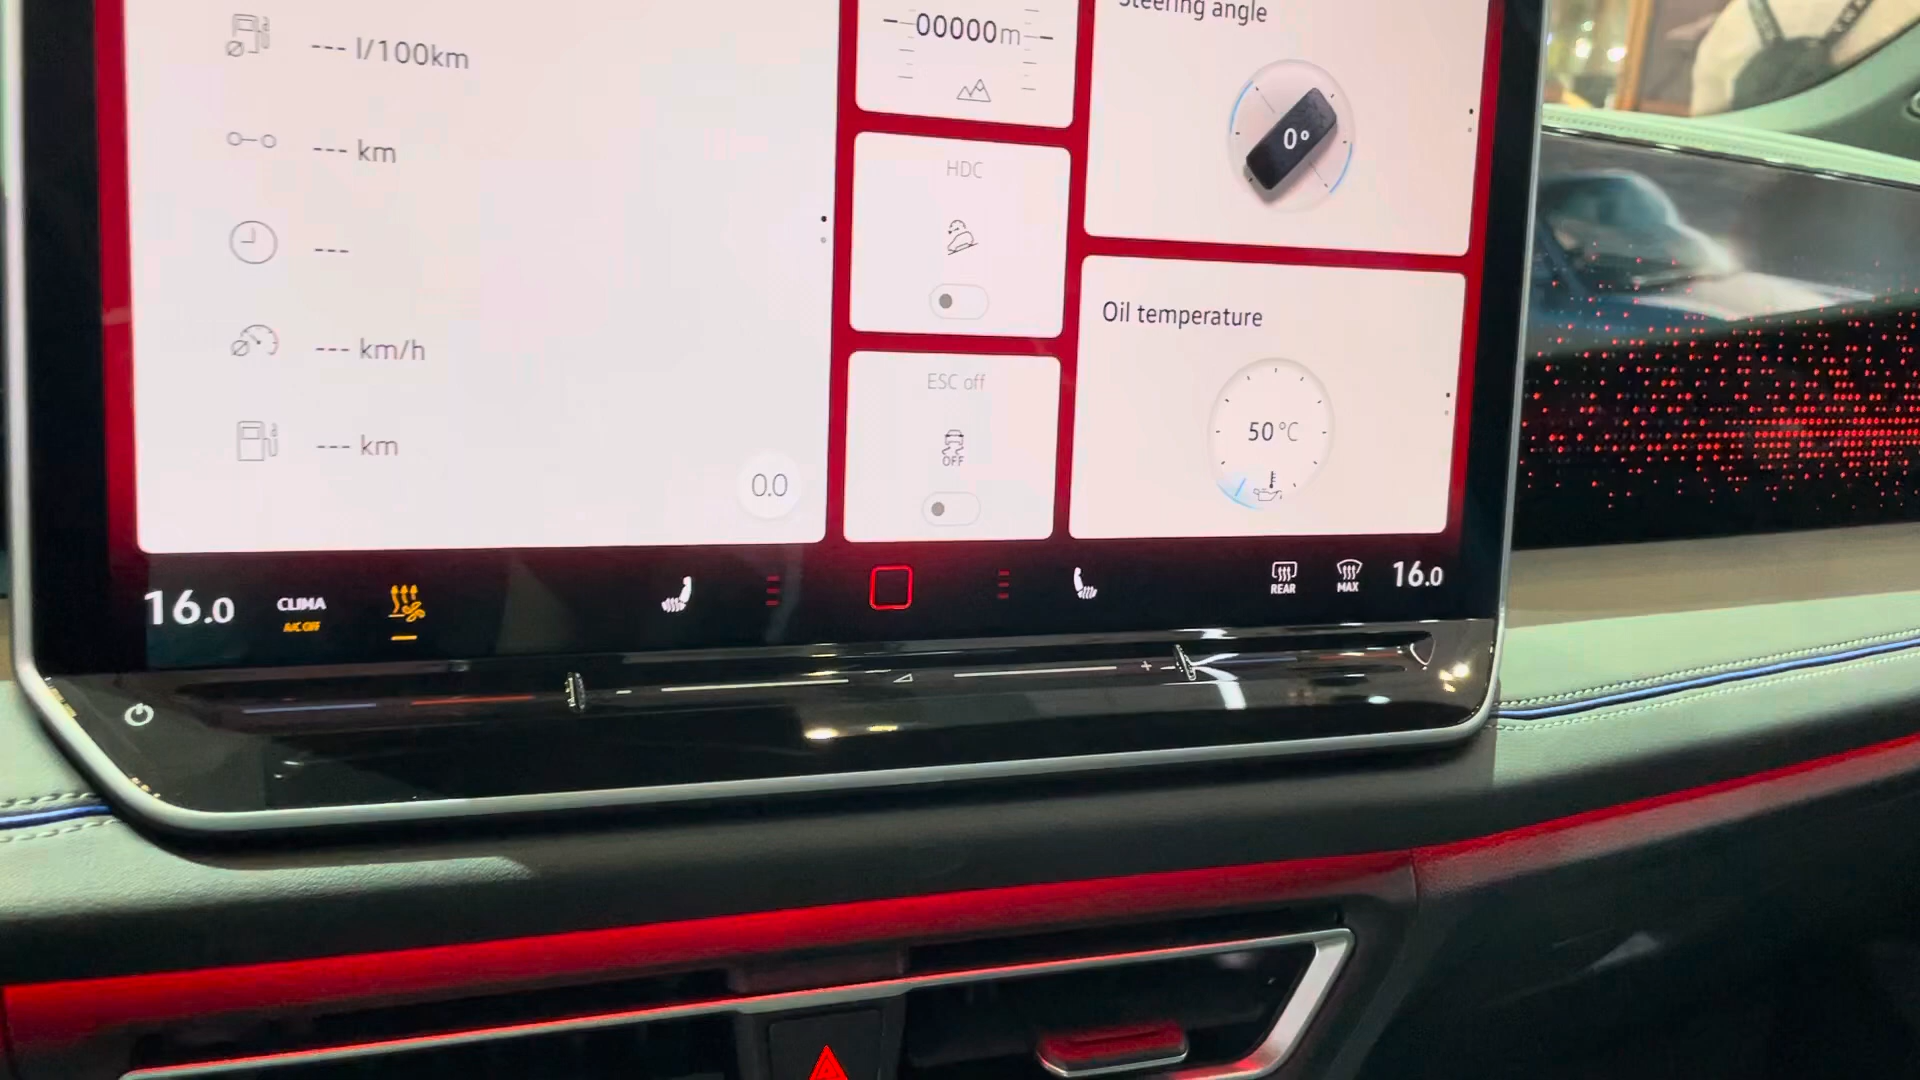 --- l/100km
--- km
---
--- km/h
--- km
0.0
00000m
HDC
ESC off
OFF
Steering angle
0°
Oil temperature
50 °C
16.0
CLIMA
A/C OFF
REAR
MAX
16.0
- +